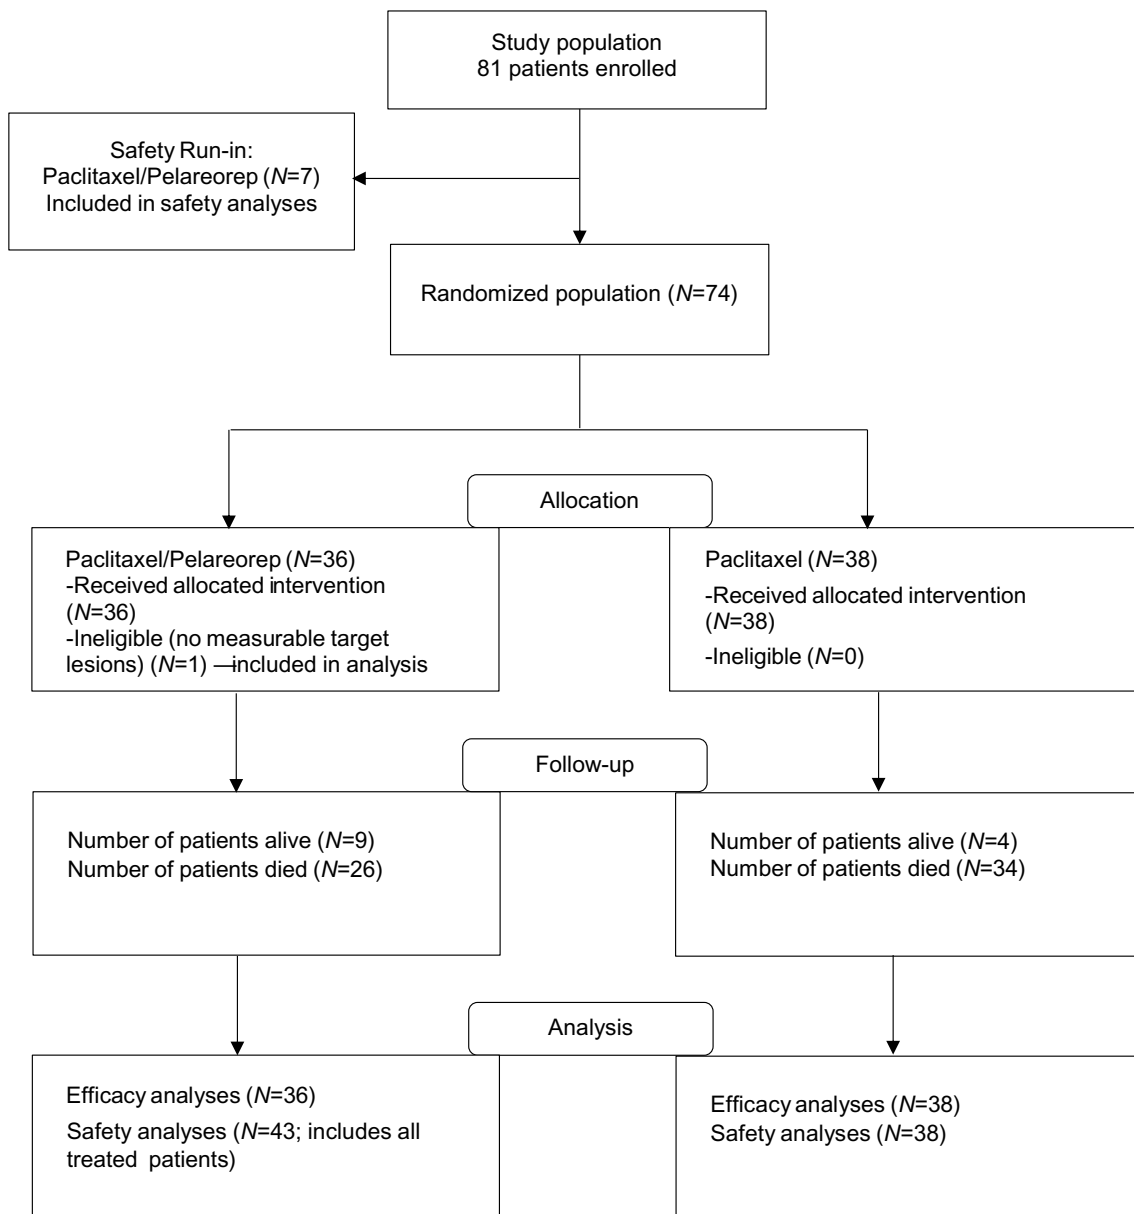 Study population
81 patients enrolled
Safety Run-in:
Paclitaxel/Pelareorep (N=7)
Included in safety analyses
Randomized population (N=74)
Allocation
Paclitaxel/Pelareorep (N=36)
-Received allocated intervention
(N=36)
-Ineligible (no measurable target
lesions) (N=1) —included in analysis
Paclitaxel (N=38)
-Received allocated intervention
(N=38)
-Ineligible (N=0)
Follow-up
Number of patients alive (N=9)
Number of patients died (N=26)
Number of patients alive (N=4)
Number of patients died (N=34)
Analysis
Efficacy analyses (N=36)
Safety analyses (N=43; includes all
treated patients)
Efficacy analyses (N=38)
Safety analyses (N=38)